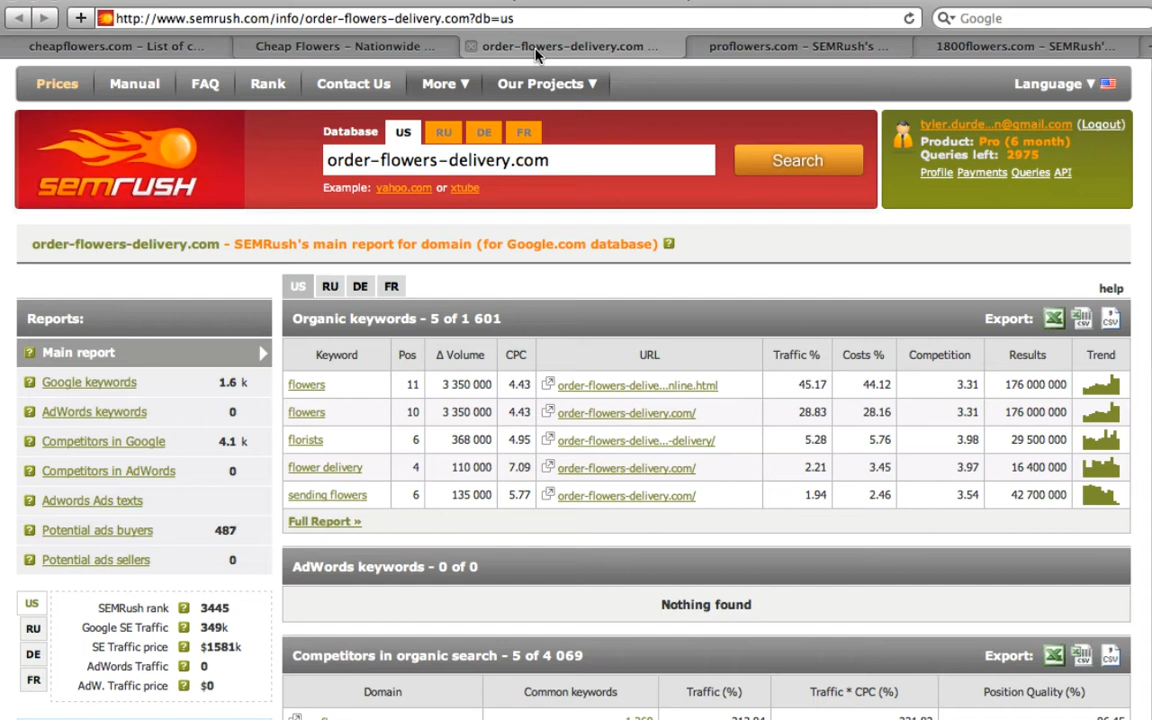 http://www.semrush.com/info/order-flowers-delivery.com?db=us
Google
cheapflowers.com – List of c...
Cheap Flowers – Nationwide ...
order-flowers-delivery.com ...
proflowers.com – SEMRush's ...
1800flowers.com – SEMRush'...
Prices Manual FAQ Rank Contact Us More ▼ Our Projects ▼ Language ▼
semrush
Database US RU DE FR
order-flowers-delivery.com
Search
Example: yahoo.com or xtube
tyler.durde...n@gmail.com (Logout)
Product: Pro (6 month)
Queries left: 2975
Profile Payments Queries API
order-flowers-delivery.com - SEMRush's main report for domain (for Google.com database) ?
US RU DE FR
help
Reports:
Main report
Google keywords 1.6 k
AdWords keywords 0
Competitors in Google 4.1 k
Competitors in AdWords 0
Adwords Ads texts
Potential ads buyers 487
Potential ads sellers 0
US
RU
DE
FR
SEMRush rank ? 3445
Google SE Traffic ? 349k
SE Traffic price ? $1581k
AdWords Traffic ? 0
AdW. Traffic price ? $0
Organic keywords - 5 of 1 601
Export: CSV CSV
Keyword Pos Δ Volume CPC URL Traffic % Costs % Competition Results Trend
flowers 11 3 350 000 4.43 order-flowers-delive...nline.html 45.17 44.12 3.31 176 000 000
flowers 10 3 350 000 4.43 order-flowers-delivery.com/ 28.83 28.16 3.31 176 000 000
florists 6 368 000 4.95 order-flowers-delive...-delivery/ 5.28 5.76 3.98 29 500 000
flower delivery 4 110 000 7.09 order-flowers-delivery.com/ 2.21 3.45 3.97 16 400 000
sending flowers 6 135 000 5.77 order-flowers-delivery.com/ 1.94 2.46 3.54 42 700 000
Full Report »
AdWords keywords - 0 of 0
Nothing found
Competitors in organic search - 5 of 4 069
Export: CSV CSV
Domain Common keywords Traffic (%) Traffic * CPC (%) Position Quality (%)